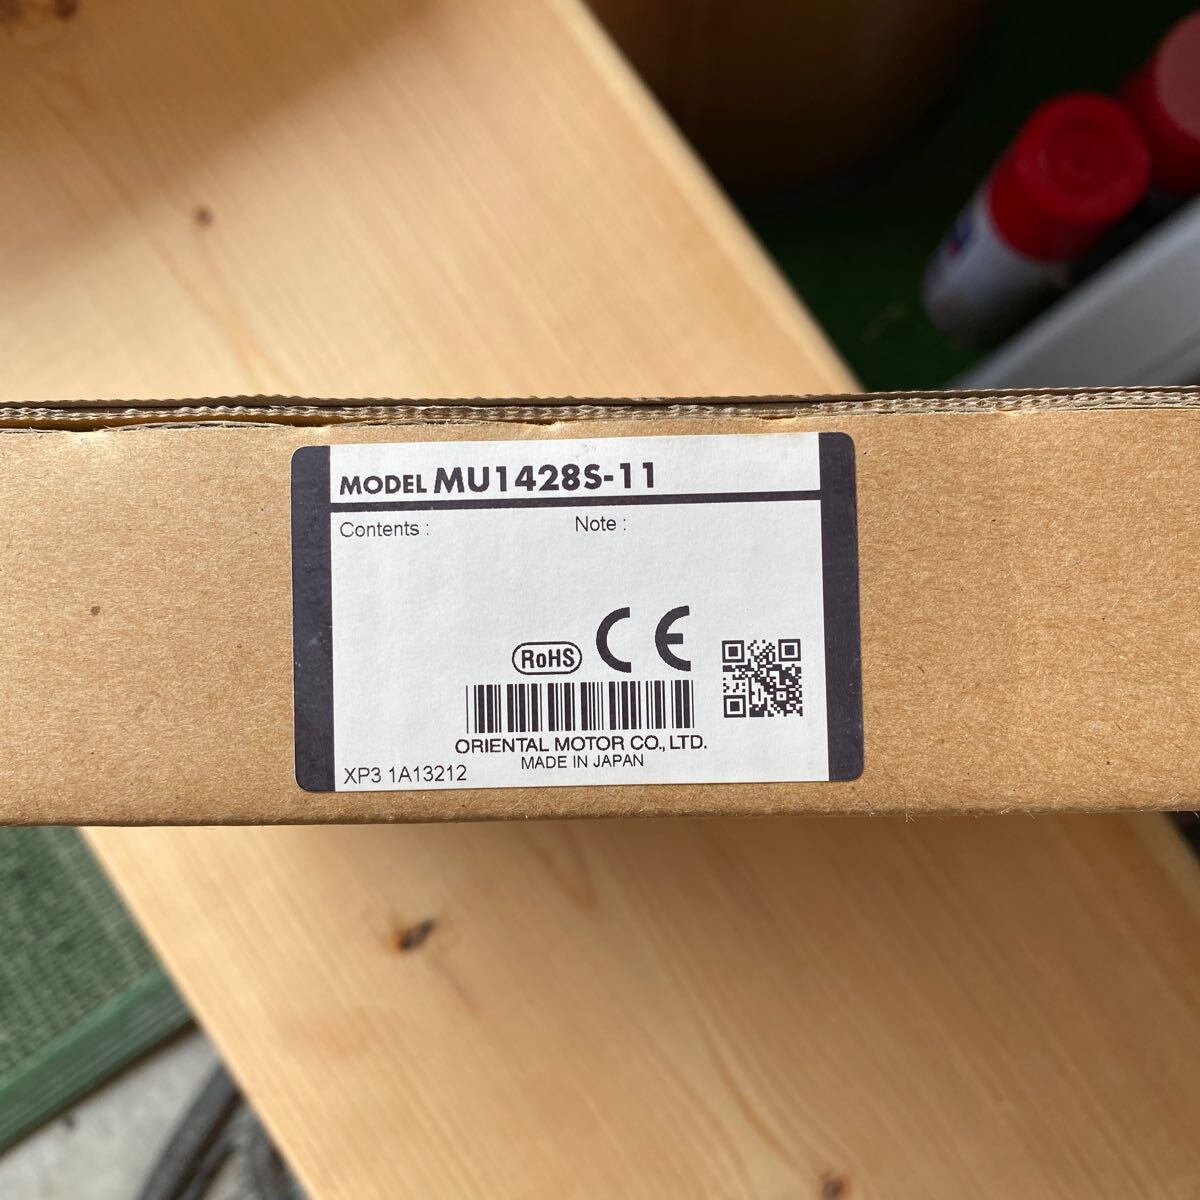 MODEL MU1428S-11
Contents :
Note :
RoHS CE
ORIENTAL MOTOR CO., LTD.
MADE IN JAPAN
XP3 1A13212